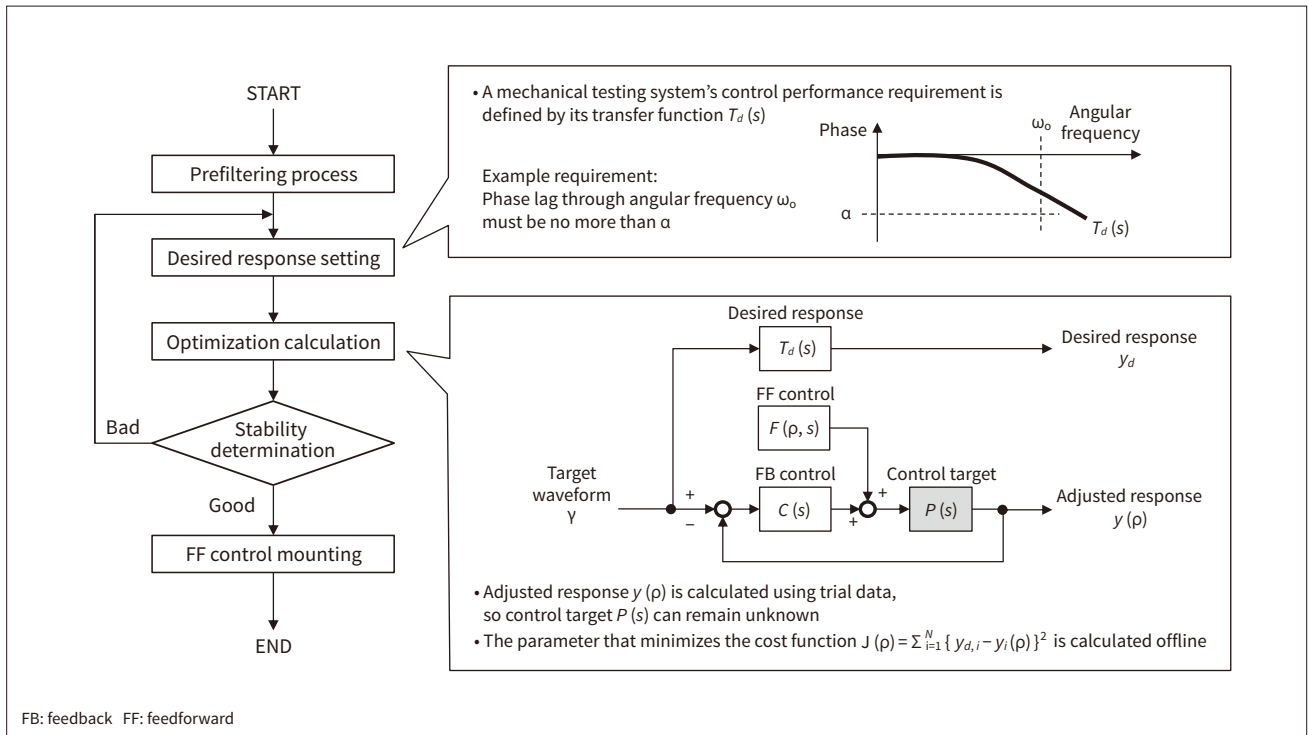 START
Prefiltering process
Desired response setting
Optimization calculation
Bad
Stability
determination
Good
FF control mounting
END
• A mechanical testing system’s control performance requirement is
defined by its transfer function T_d (s)
Example requirement:
Phase lag through angular frequency ω_o
must be no more than α
Phase
ω_o
Angular
frequency
α
T_d (s)
Desired response
T_d (s)
Desired response
y_d
FF control
F (ρ, s)
Target
waveform
γ
+
−
FB control
C (s)
+
+
Control target
P (s)
Adjusted response
y (ρ)
• Adjusted response y (ρ) is calculated using trial data,
so control target P (s) can remain unknown
• The parameter that minimizes the cost function J (ρ) = Σ_{i=1}^{N} { y_{d, i} − y_i (ρ) }² is calculated offline
FB: feedback FF: feedforward